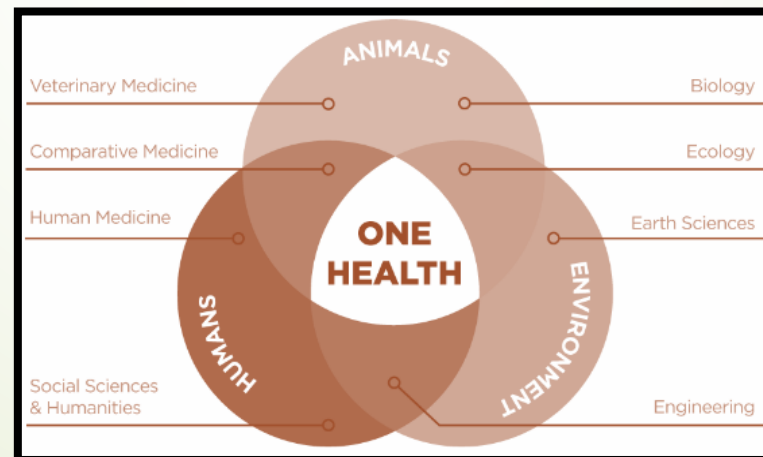 ANIMALS
Veterinary Medicine
Biology
Comparative Medicine
Ecology
Human Medicine
Earth Sciences
ONE
HEALTH
HUMANS
ENVIRONMENT
Social Sciences
& Humanities
Engineering